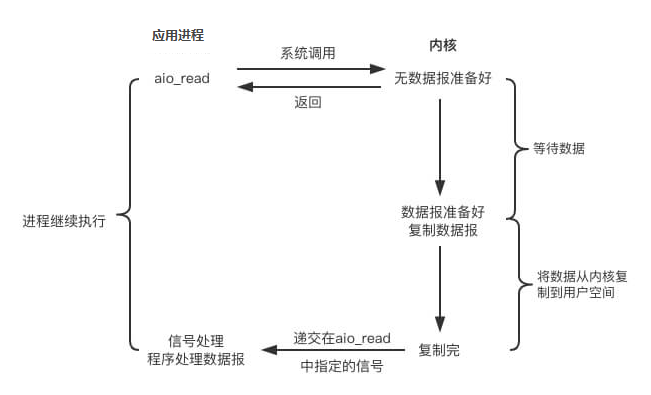 应用进程
系统调用
内核
aio_read
无数据报准备好
返回
等待数据
数据报准备好
复制数据报
进程继续执行
将数据从内核复
制到用户空间
信号处理
程序处理数据报
递交在aio_read
中指定的信号
复制完